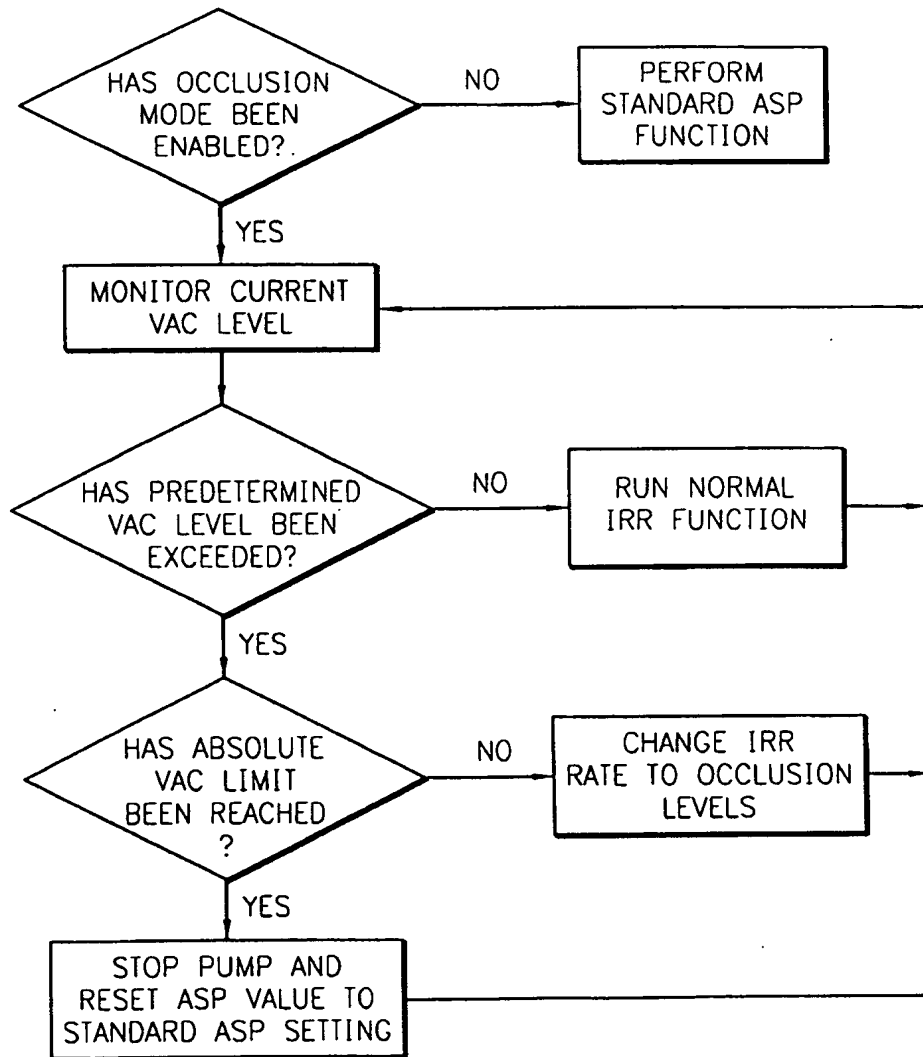 HAS OCCLUSION
MODE BEEN
ENABLED?.
NO
PERFORM
STANDARD ASP
FUNCTION
YES
MONITOR CURRENT
VAC LEVEL
HAS PREDETERMINED
VAC LEVEL BEEN
EXCEEDED?
NO
RUN NORMAL
IRR FUNCTION
YES
HAS ABSOLUTE
VAC LIMIT
BEEN REACHED
?
NO
CHANGE IRR
RATE TO OCCLUSION
LEVELS
YES
STOP PUMP AND
RESET ASP VALUE TO
STANDARD ASP SETTING